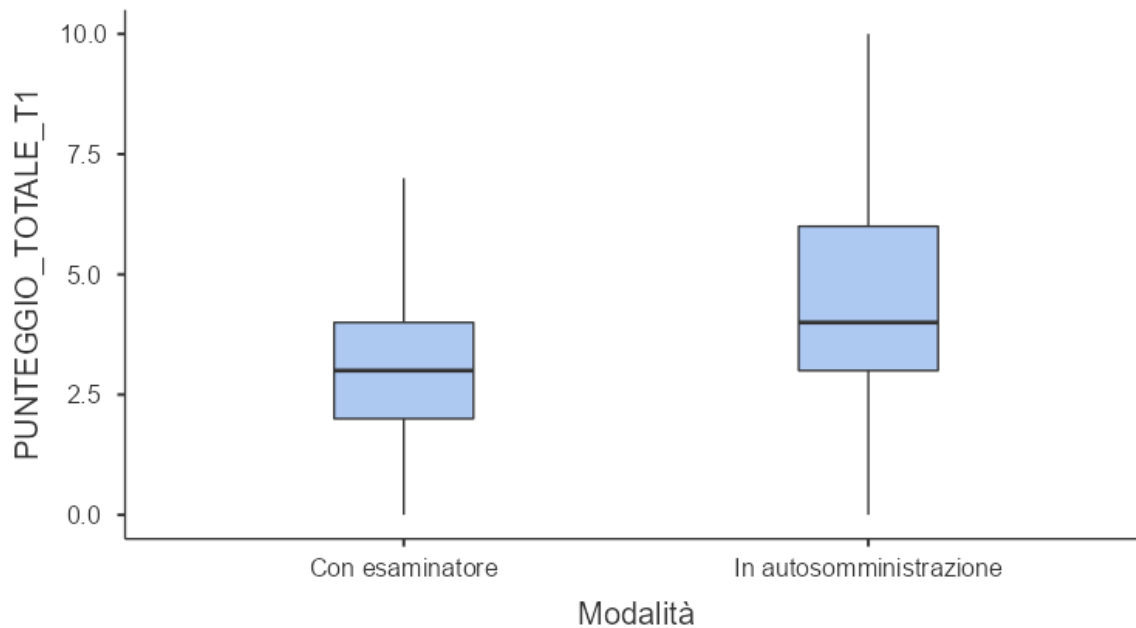 PUNTEGGIO_TOTALE_T1
10.0
7.5
5.0
2.5
0.0
Con esaminatore
In autosomministrazione
Modalità